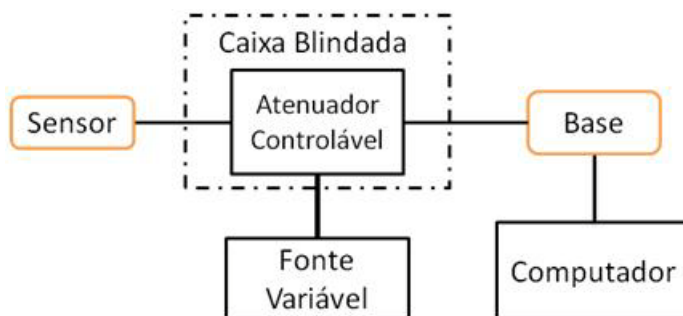 Caixa Blindada
Sensor
Atenuador
Controlável
Base
Fonte
Variável
Computador